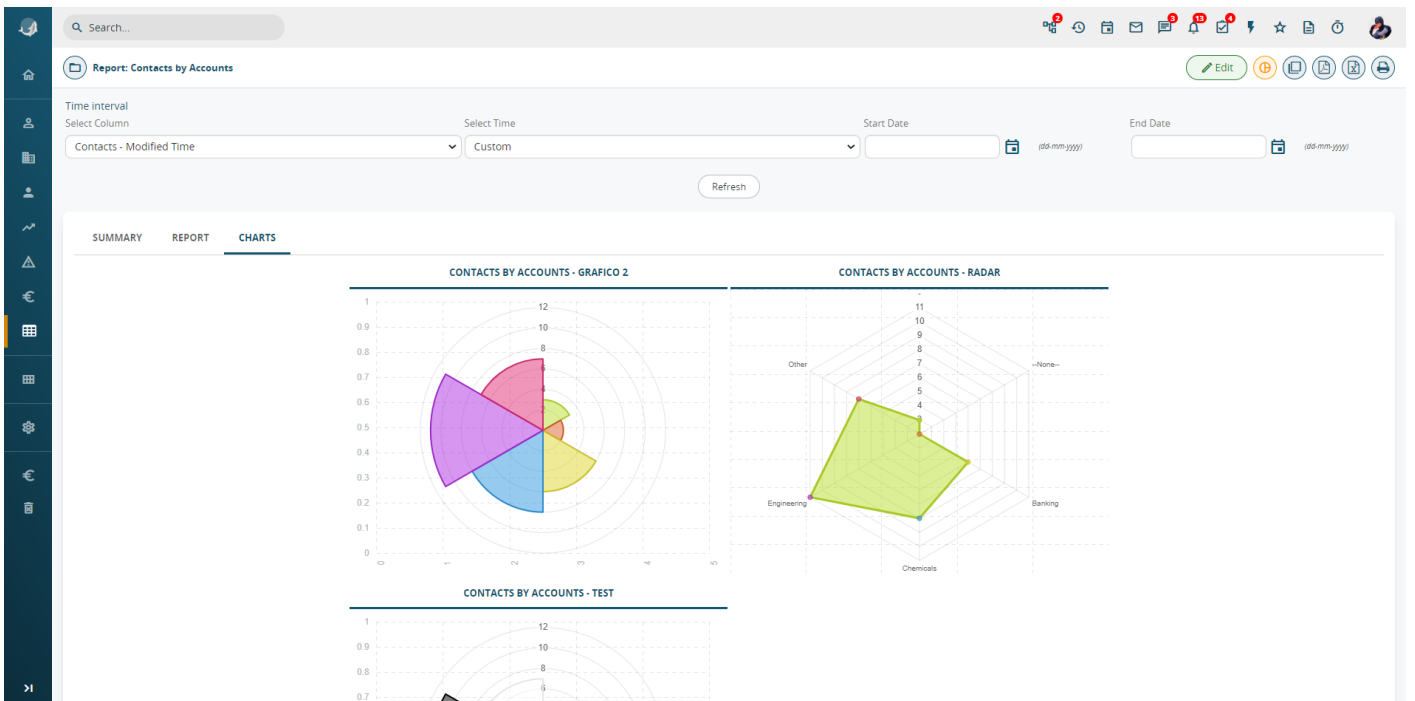 Search...
2
3
13
4
Report: Contacts by Accounts
Edit
Time interval
Select Column
Select Time
Start Date
End Date
Contacts - Modified Time
Custom
(dd-mm-yyyy)
(dd-mm-yyyy)
Refresh
SUMMARY
REPORT
CHARTS
CONTACTS BY ACCOUNTS - GRAFICO 2
1
0.9
0.8
0.7
0.6
0.5
0.4
0.3
0.2
0.1
0
12
10
8
6
4
2
0
1
2
3
4
5
CONTACTS BY ACCOUNTS - RADAR
-
11
10
9
8
7
6
5
4
3
Other
--None--
Engineering
Banking
Chemicals
CONTACTS BY ACCOUNTS - TEST
1
0.9
0.8
0.7
12
10
8
6